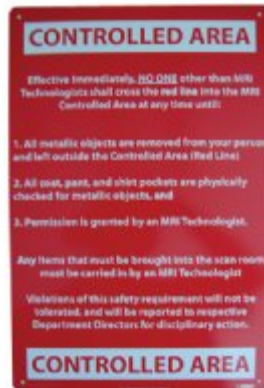 CONTROLLED AREA
Effective Immediately, NO ONE other than MRI
Technologists shall cross the red line into the MRI
Controlled Area at any time until:
1. All metallic objects are removed from your person
and left outside the Controlled Area (Red Line)
2. All coat, pant, and shirt pockets are physically
checked for metallic objects, and
3. Permission is granted by an MRI Technologist.
Any items that must be brought into the scan room
must be carried in by an MRI Technologist
Violations of this safety requirement will not be
tolerated, and will be reported to respective
Department Directors for disciplinary action.
CONTROLLED AREA